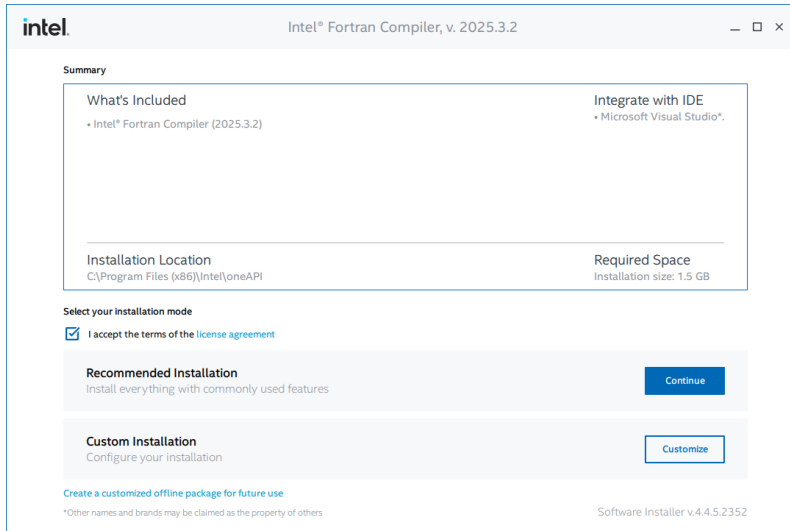 intel.
Intel® Fortran Compiler, v. 2025.3.2
Summary
What's Included
• Intel® Fortran Compiler (2025.3.2)
Integrate with IDE
• Microsoft Visual Studio*.
Installation Location
C:\Program Files (x86)\Intel\oneAPI
Required Space
Installation size: 1.5 GB
Select your installation mode
I accept the terms of the license agreement
Recommended Installation
Install everything with commonly used features
Continue
Custom Installation
Configure your installation
Customize
Create a customized offline package for future use
*Other names and brands may be claimed as the property of others
Software Installer v.4.4.5.2352